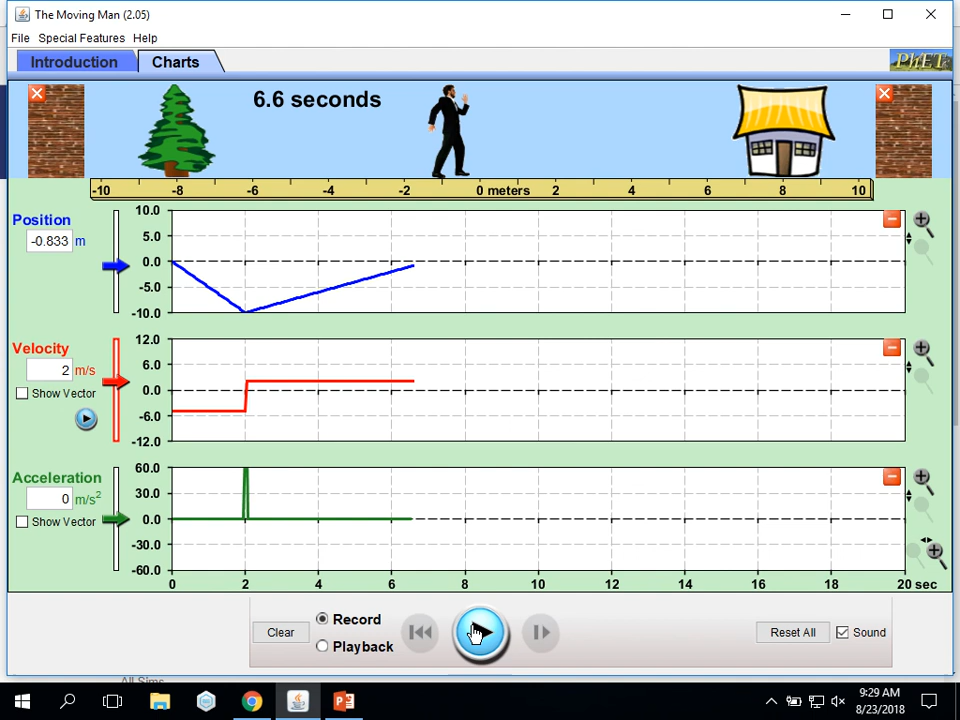 The Moving Man (2.05)
File Special Features Help
Introduction Charts
PhET
6.6 seconds
-10 -8 -6 -4 -2 0 meters 2 4 6 8 10
Position
-0.833 m
10.0
5.0
0.0
-5.0
-10.0
Velocity
2 m/s
Show Vector
12.0
6.0
0.0
-6.0
-12.0
Acceleration
0 m/s²
Show Vector
60.0
30.0
0.0
-30.0
-60.0
0 2 4 6 8 10 12 14 16 18 20 sec
Clear
Record
Playback
Reset All
Sound
All Sims
9:29 AM
8/23/2018